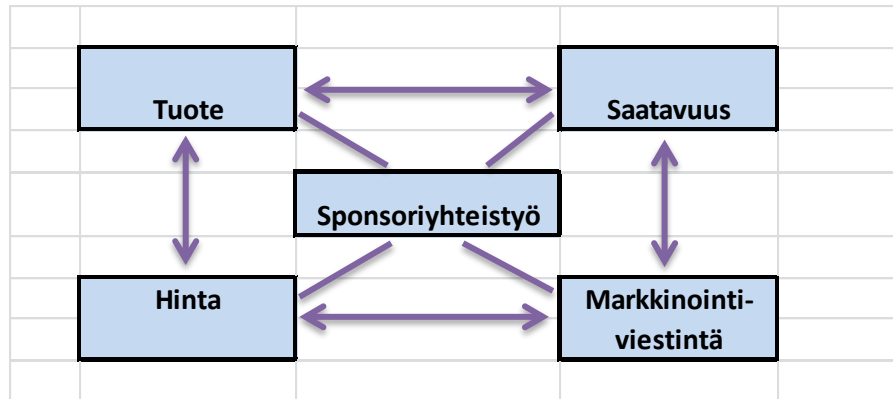 Tuote
Saatavuus
Sponsoriyhteistyö
Hinta
Markkinointi-
viestintä